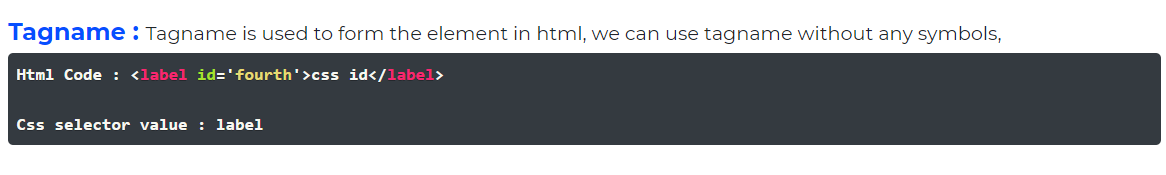 Tagname : Tagname is used to form the element in html, we can use tagname without any symbols,
Html Code : <label id='fourth'>css id</label>
Css selector value : label